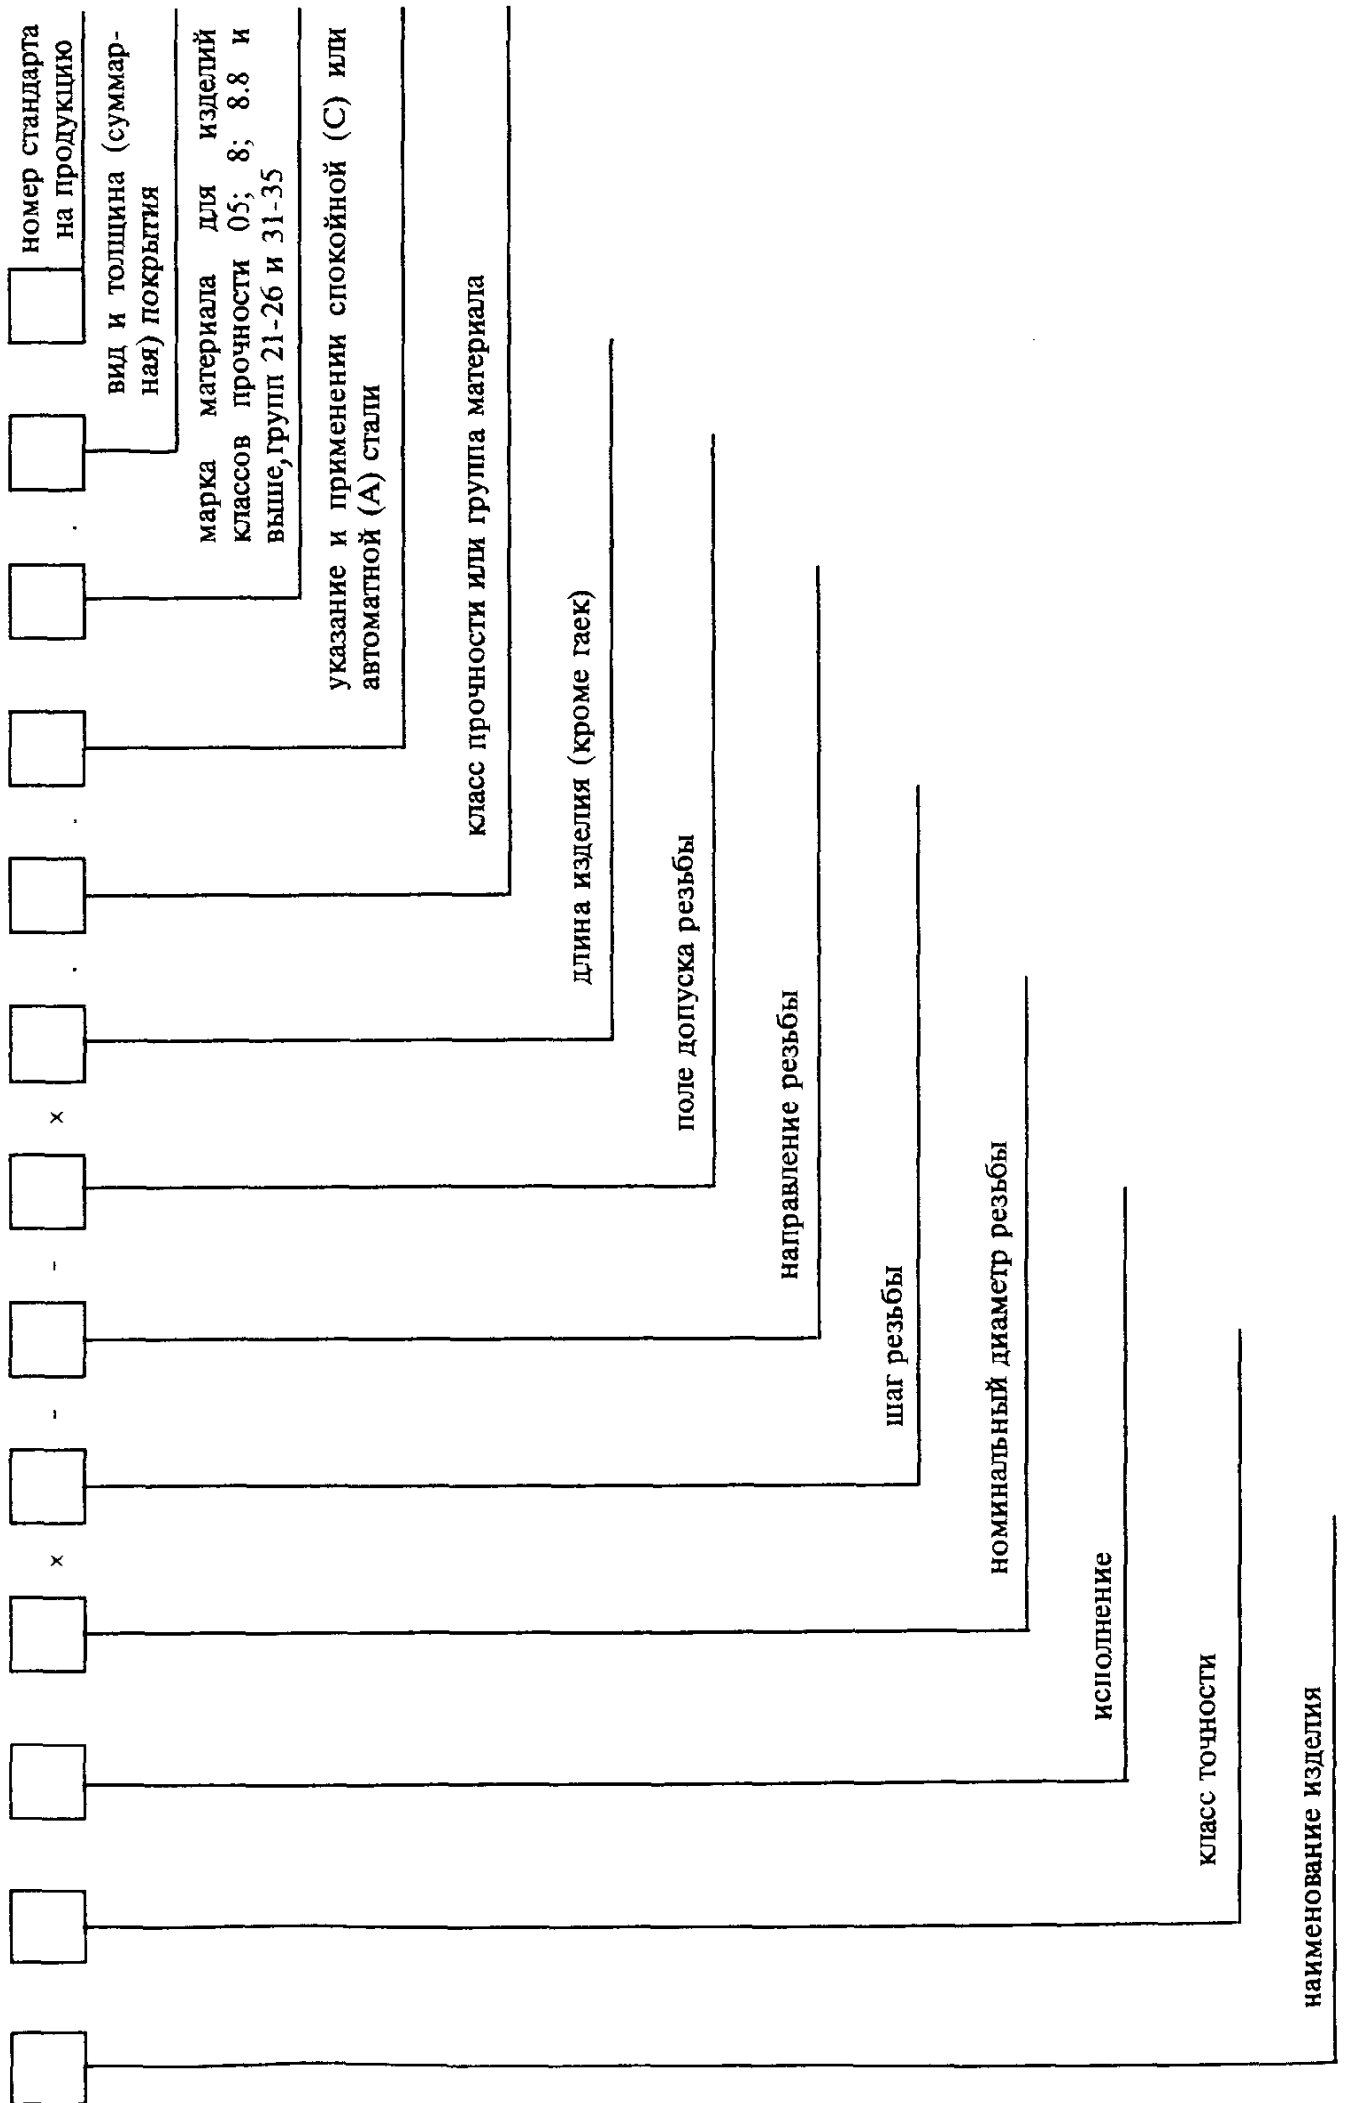 номер стандарта
на продукцию
вид и толщина (суммар-
ная) покрытия
марка материала для изделий
классов прочности 05; 8; 8.8 и
выше, групп 21-26 и 31-35
указание и применении спокойной (С) или
автоматной (А) стали
класс прочности или группа материала
длина изделия (кроме гаек)
поле допуска резьбы
направление резьбы
шаг резьбы
номинальный диаметр резьбы
исполнение
класс точности
наименование изделия
× - - × . . .